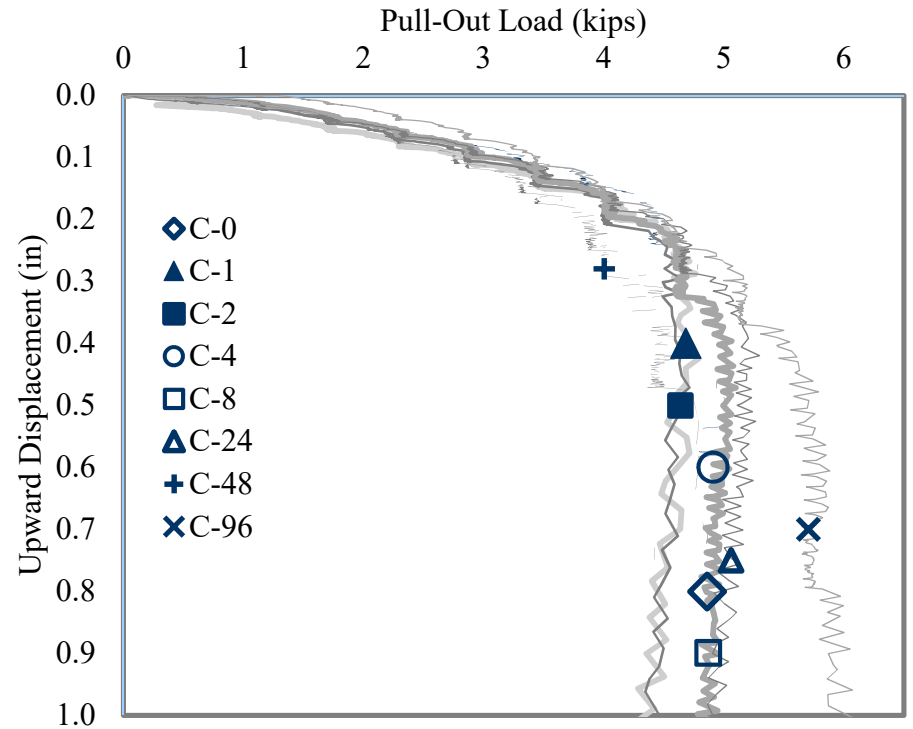 Pull-Out Load (kips)
0 1 2 3 4 5 6
Upward Displacement (in)
0.0
0.1
0.2
0.3
0.4
0.5
0.6
0.7
0.8
0.9
1.0
C-0
C-1
C-2
C-4
C-8
C-24
C-48
C-96